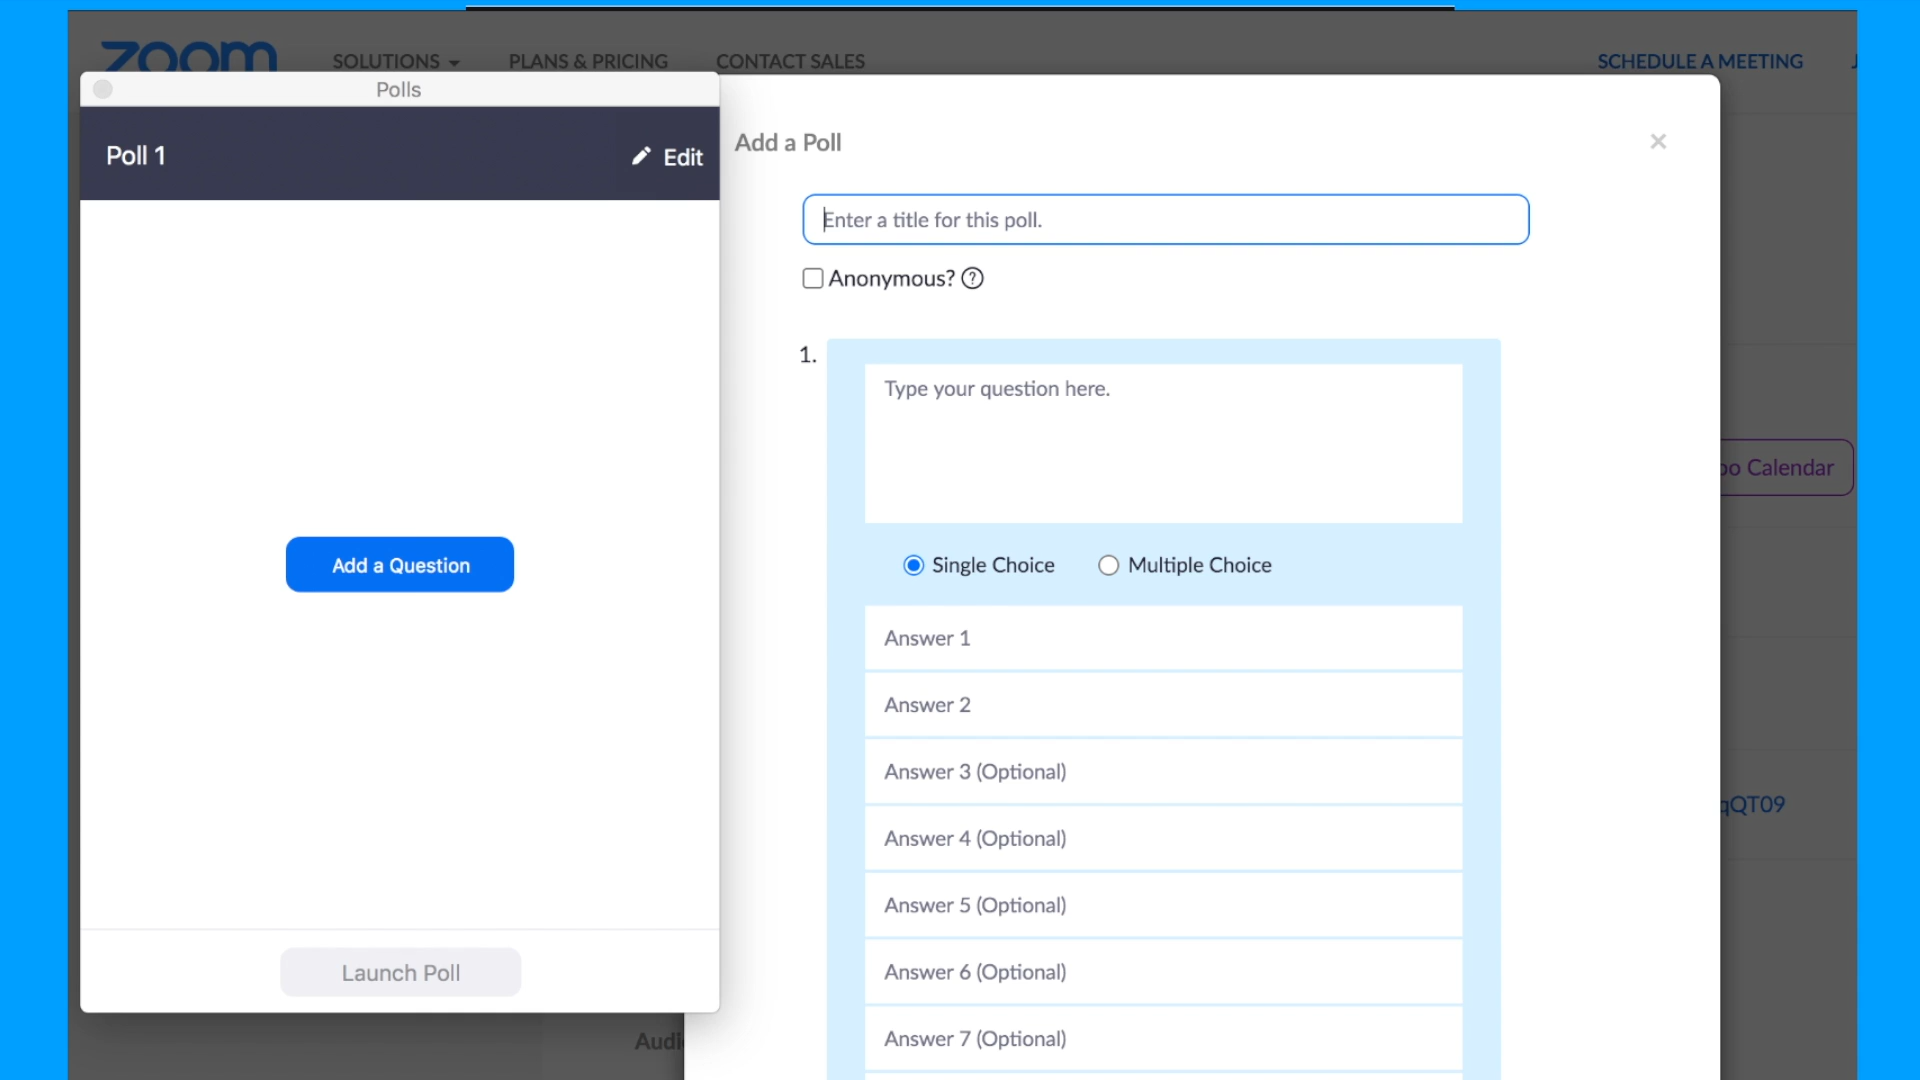 zoom
SOLUTIONS
PLANS & PRICING
CONTACT SALES
SCHEDULE A MEETING
Polls
Poll 1
Edit
Add a Question
Launch Poll
Add a Poll
×
Enter a title for this poll.
Anonymous? ?
1.
Type your question here.
Single Choice
Multiple Choice
Answer 1
Answer 2
Answer 3 (Optional)
Answer 4 (Optional)
Answer 5 (Optional)
Answer 6 (Optional)
Answer 7 (Optional)
Calendar
qQT09